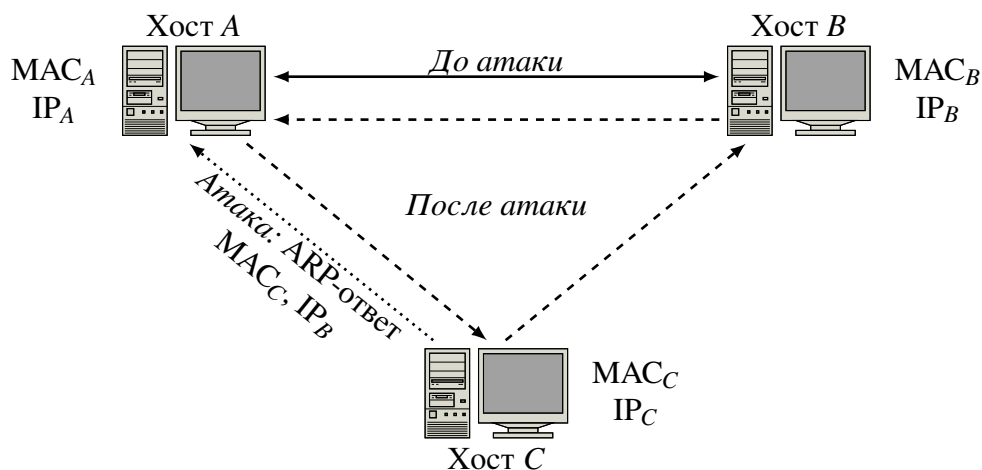 Хост A
Хост B
MAC_A
IP_A
До атаки
MAC_B
IP_B
После атаки
Атака: ARP-ответ
MAC_C, IP_B
MAC_C
IP_C
Хост C